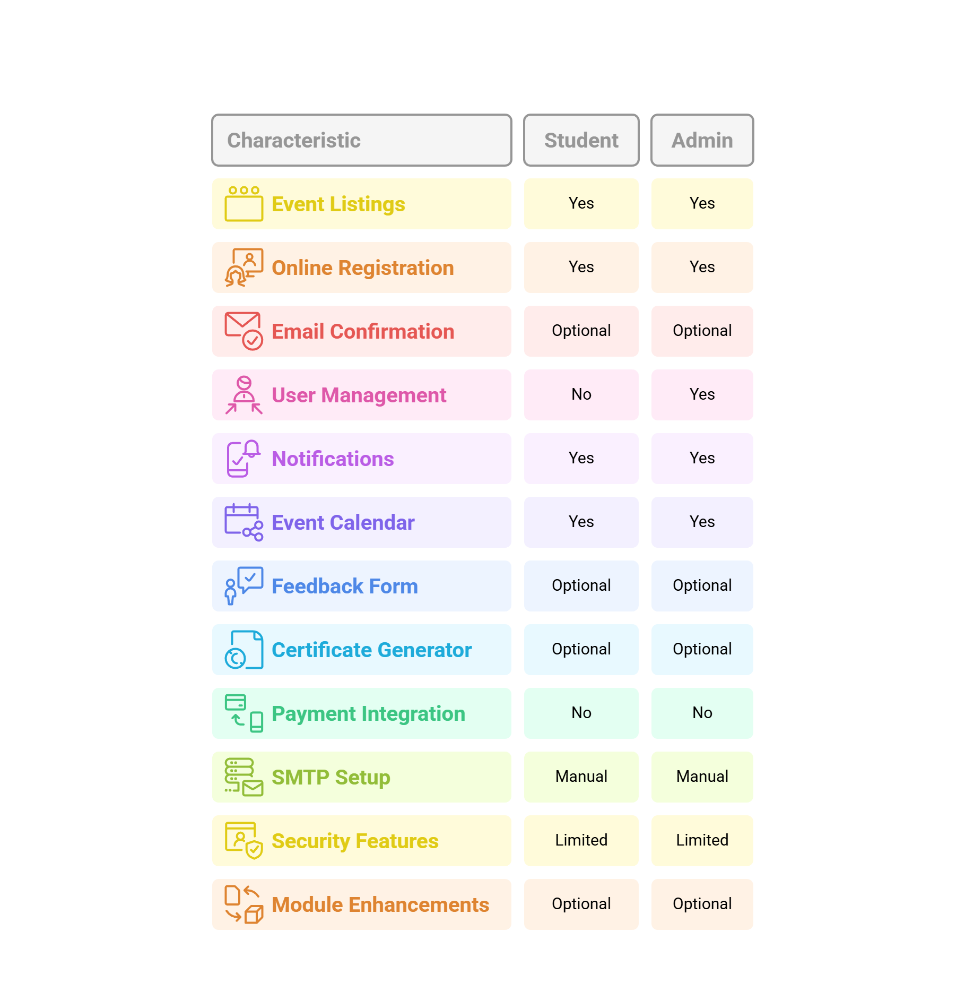 Characteristic Student Admin
Event Listings Yes Yes
Online Registration Yes Yes
Email Confirmation Optional Optional
User Management No Yes
Notifications Yes Yes
Event Calendar Yes Yes
Feedback Form Optional Optional
Certificate Generator Optional Optional
Payment Integration No No
SMTP Setup Manual Manual
Security Features Limited Limited
Module Enhancements Optional Optional